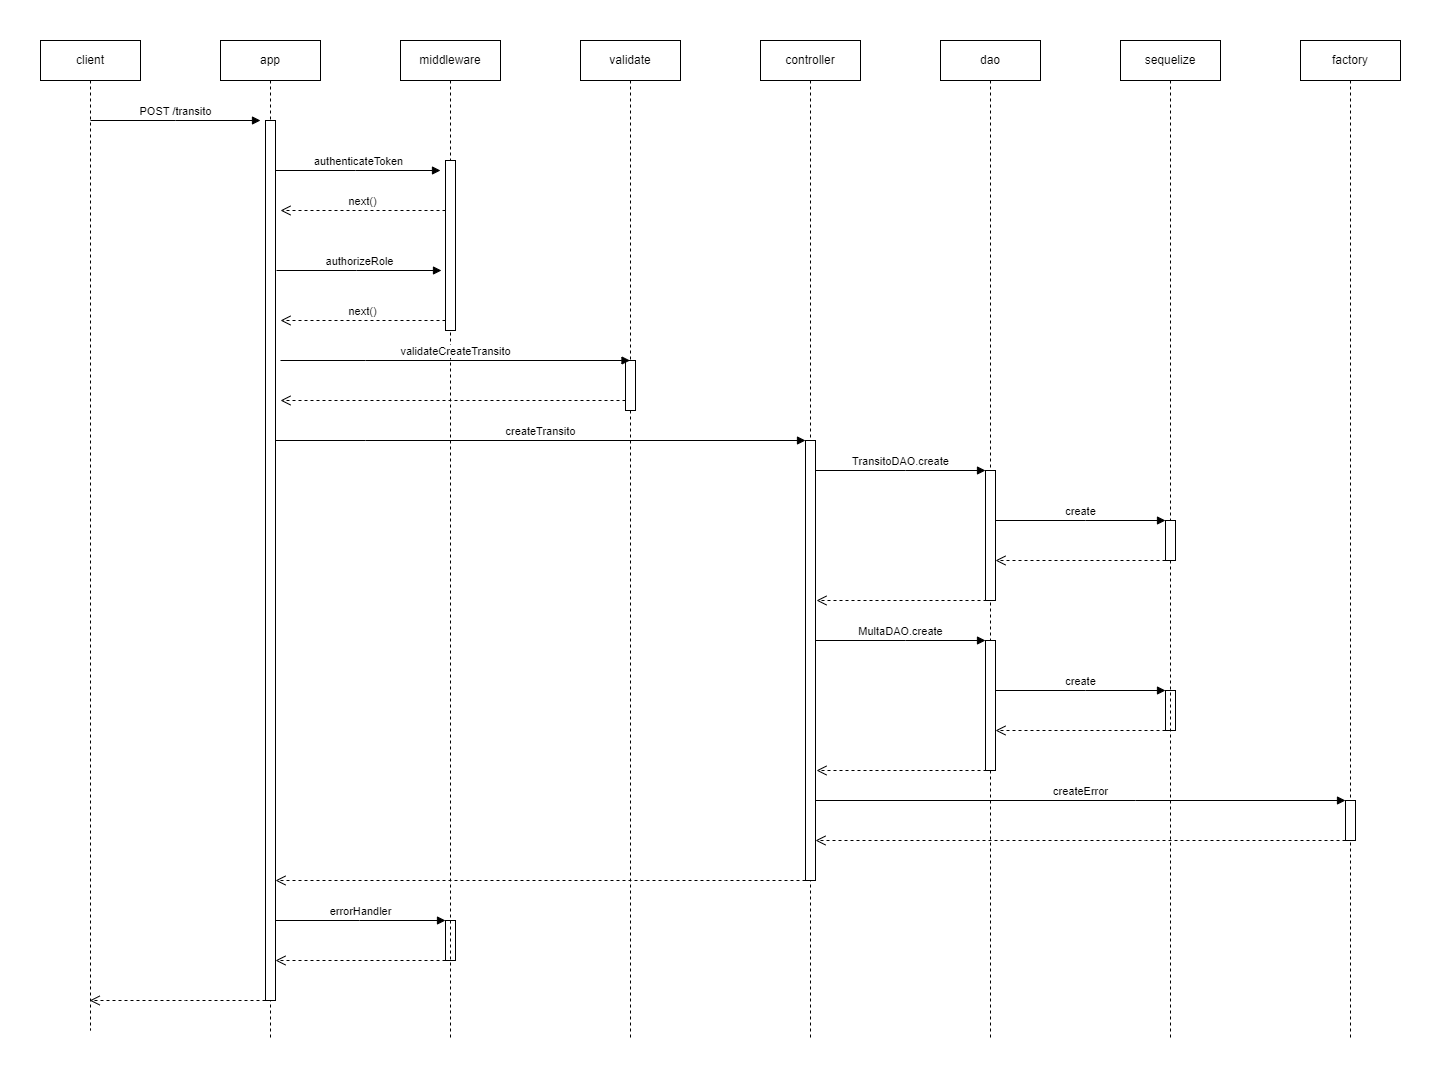 client
app
middleware
validate
controller
dao
sequelize
factory
POST /transito
authenticateToken
next()
authorizeRole
next()
validateCreateTransito
createTransito
TransitoDAO.create
create
MultaDAO.create
create
createError
errorHandler